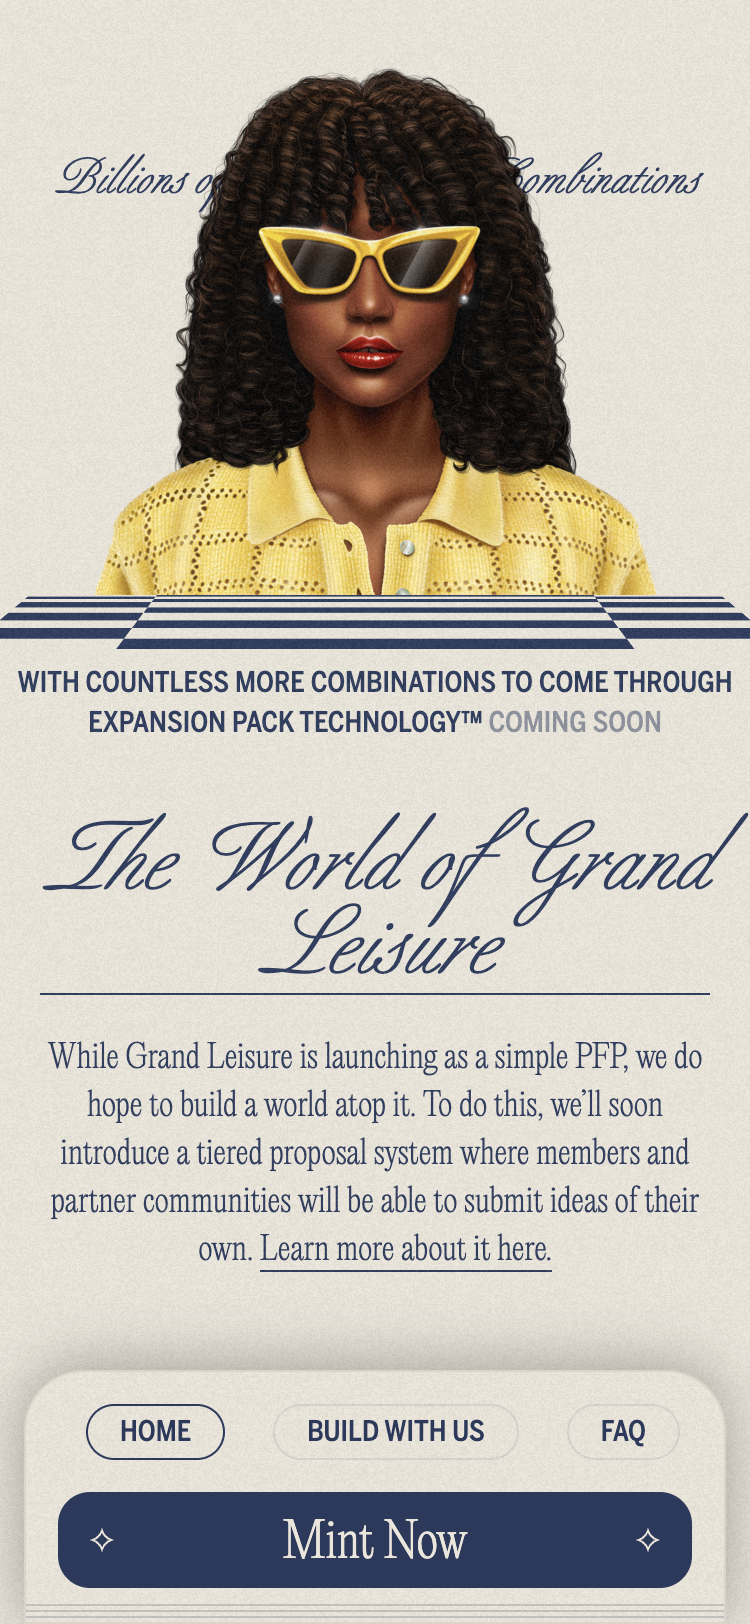 Billions of Combinations
WITH COUNTLESS MORE COMBINATIONS TO COME THROUGH
EXPANSION PACK TECHNOLOGY™ COMING SOON
The World of Grand
Leisure
While Grand Leisure is launching as a simple PFP, we do
hope to build a world atop it. To do this, we’ll soon
introduce a tiered proposal system where members and
partner communities will be able to submit ideas of their
own. Learn more about it here.
HOME BUILD WITH US FAQ
Mint Now